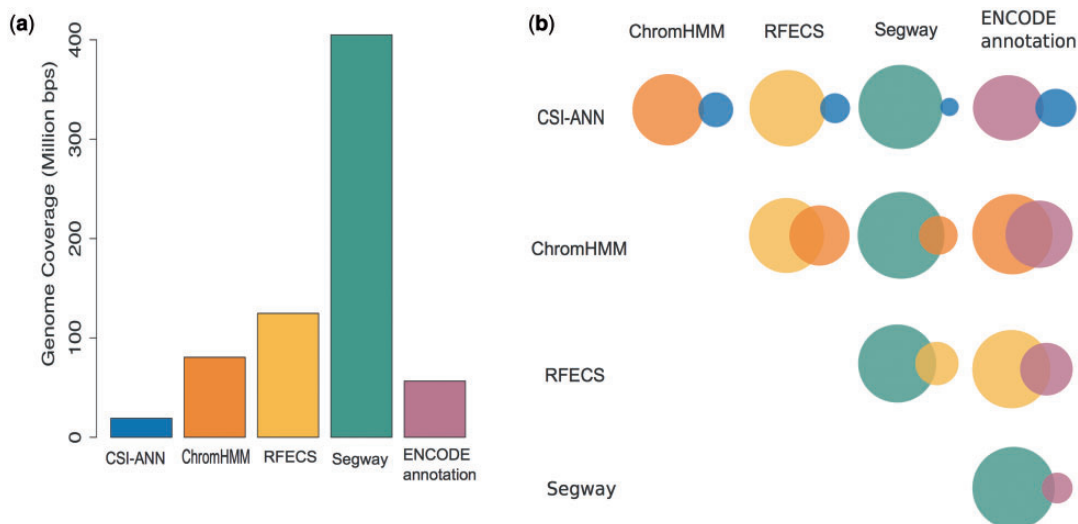 (a)
Genome Coverage (Million bps)
400
300
200
100
0
CSI-ANN
ChromHMM
RFECS
Segway
ENCODE
annotation
(b)
ChromHMM
RFECS
Segway
ENCODE
annotation
CSI-ANN
ChromHMM
RFECS
Segway